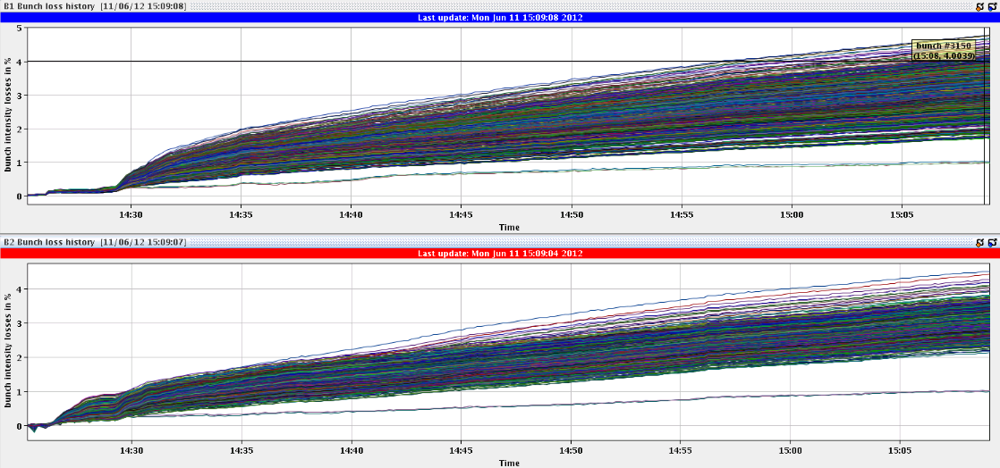 B1 Bunch loss history [11/06/12 15:09:08]
Last update: Mon Jun 11 15:09:08 2012
bunch intensity losses in %
5
4
3
2
1
0
bunch #3150
(15:08, 4.0039)
14:30 14:35 14:40 14:45 14:50 14:55 15:00 15:05
Time
B2 Bunch loss history [11/06/12 15:09:07]
Last update: Mon Jun 11 15:09:04 2012
bunch intensity losses in %
4
3
2
1
0
14:30 14:35 14:40 14:45 14:50 14:55 15:00 15:05
Time